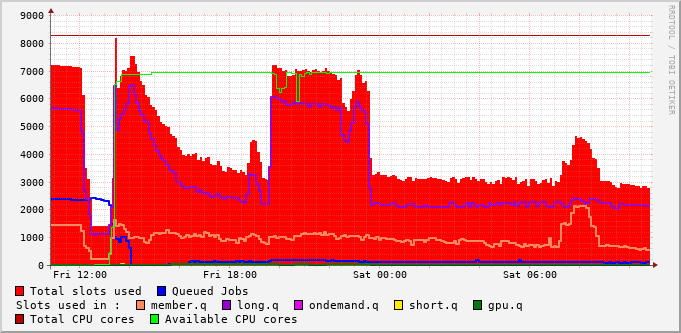 9000
8000
7000
6000
5000
4000
3000
2000
1000
0
Fri 12:00 Fri 18:00 Sat 00:00 Sat 06:00
RRDTOOL / TOBI OETIKER
Total slots used Queued Jobs
Slots used in : member.q long.q ondemand.q short.q gpu.q
Total CPU cores Available CPU cores